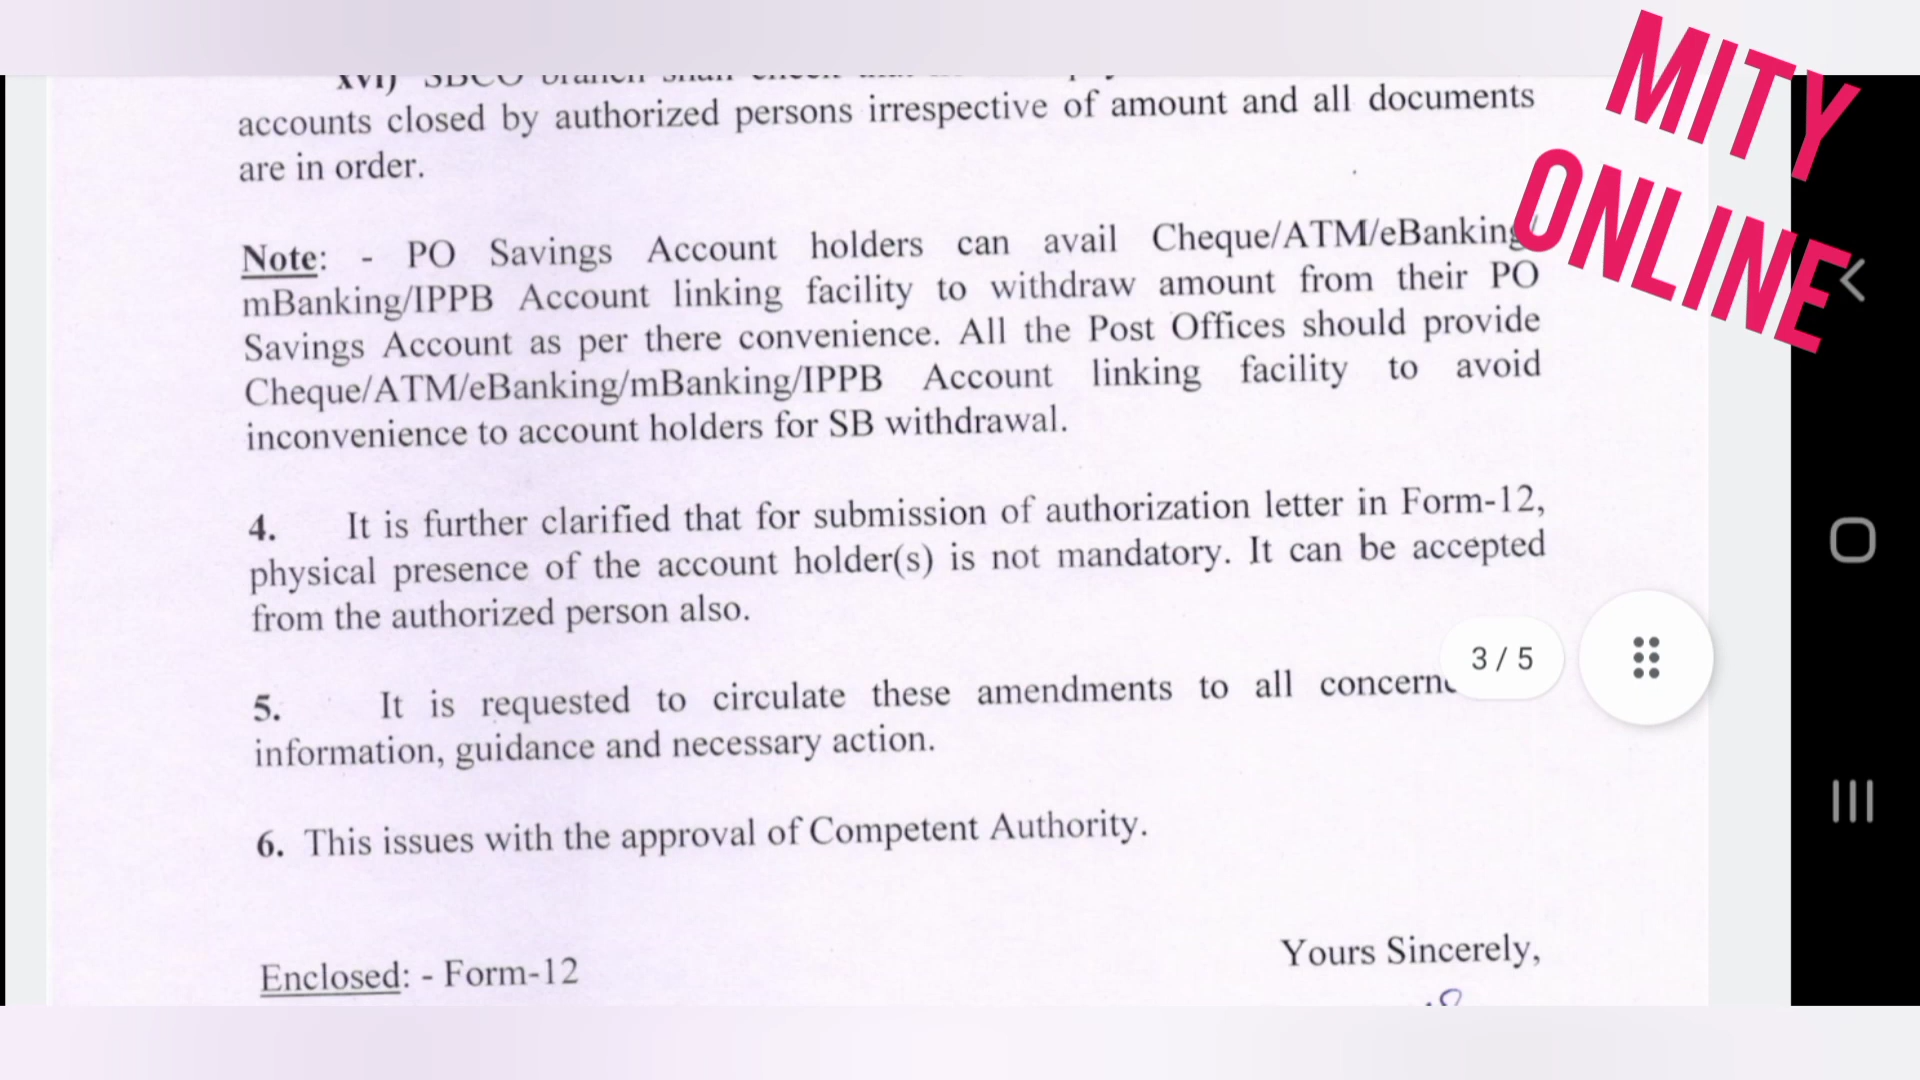 xvi) SBCO branch shall check that
accounts closed by authorized persons irrespective of amount and all documents
are in order.
Note: - PO Savings Account holders can avail Cheque/ATM/eBanking/
mBanking/IPPB Account linking facility to withdraw amount from their PO
Savings Account as per there convenience. All the Post Offices should provide
Cheque/ATM/eBanking/mBanking/IPPB Account linking facility to avoid
inconvenience to account holders for SB withdrawal.
4. It is further clarified that for submission of authorization letter in Form-12,
physical presence of the account holder(s) is not mandatory. It can be accepted
from the authorized person also.
5. It is requested to circulate these amendments to all
information, guidance and necessary action.
6. This issues with the approval of Competent Authority.
Yours Sincerely,
Enclosed: - Form-12
MITY
ONLINE
3 / 5